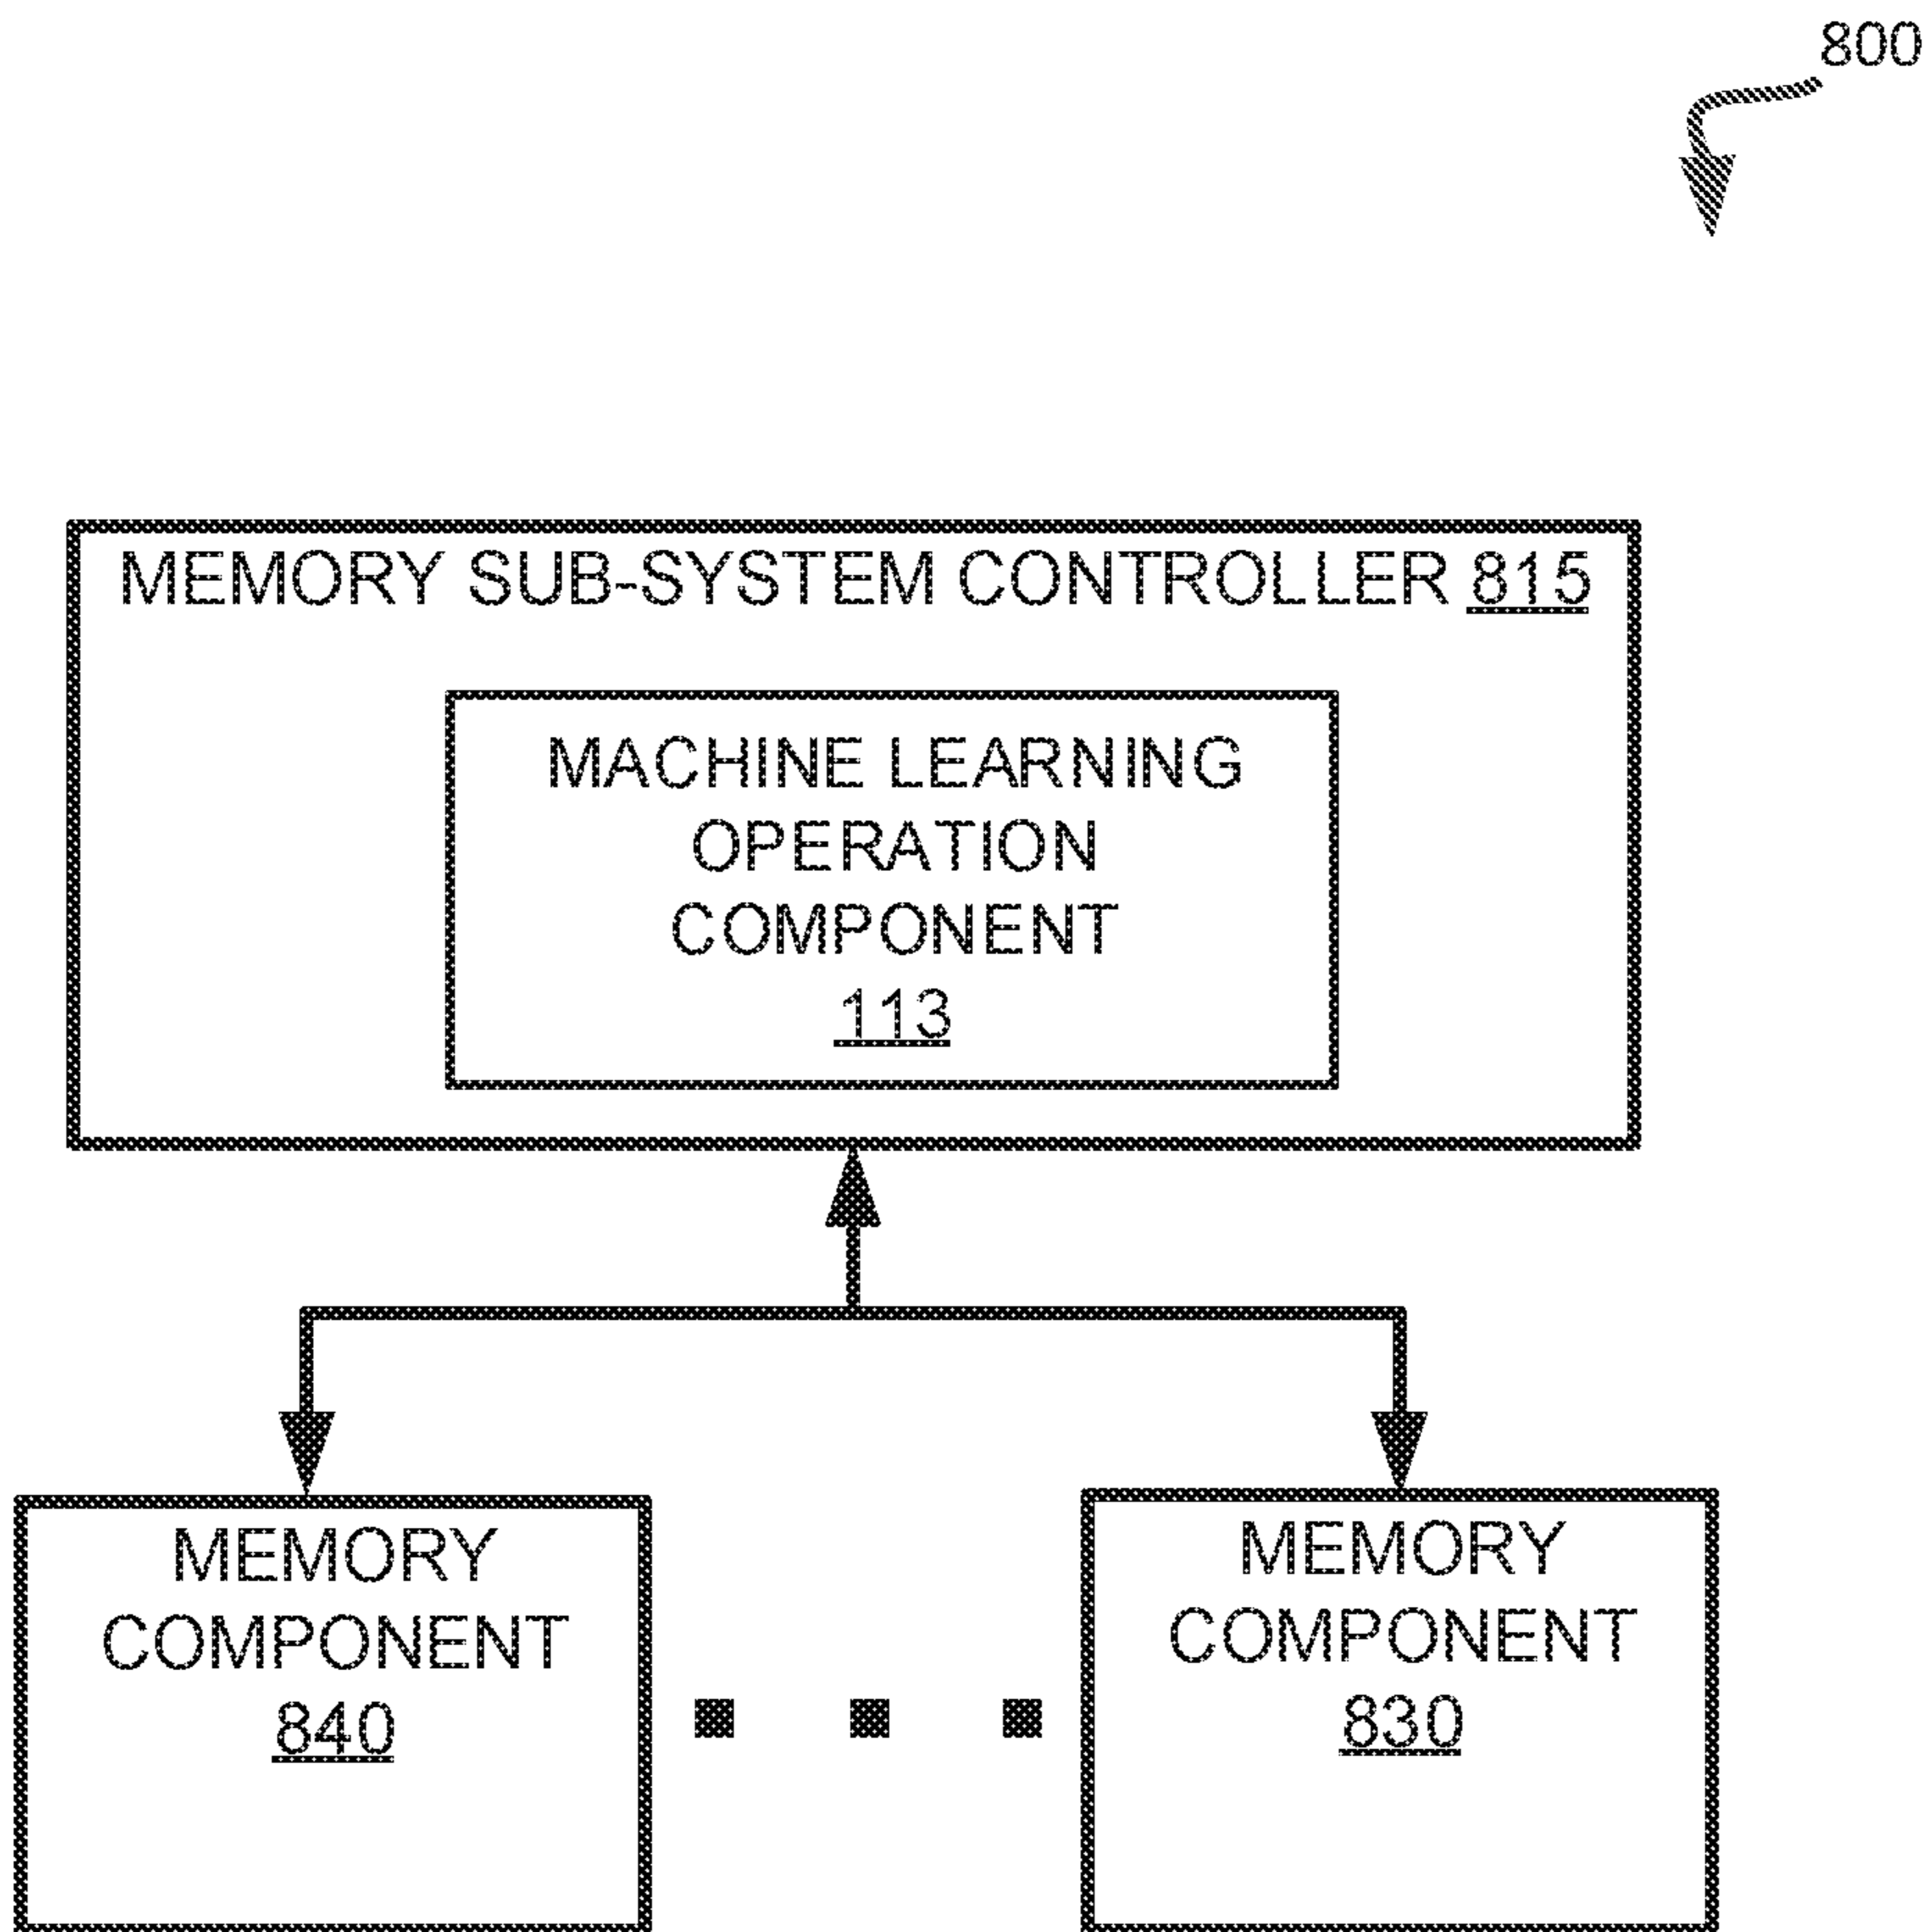 800
MEMORY SUB-SYSTEM CONTROLLER 815
MACHINE LEARNING
OPERATION
COMPONENT
113
MEMORY
COMPONENT
840
MEMORY
COMPONENT
830